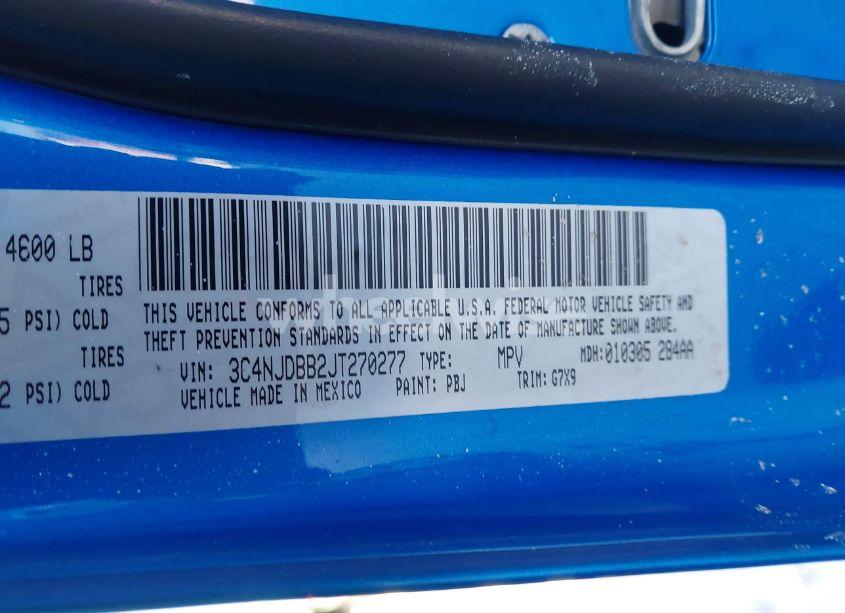 4600 LB
TIRES
5 PSI) COLD
TIRES
2 PSI) COLD
THIS VEHICLE CONFORMS TO ALL APPLICABLE U.S.A. FEDERAL MOTOR VEHICLE SAFETY AND
THEFT PREVENTION STANDARDS IN EFFECT ON THE DATE OF MANUFACTURE SHOWN ABOVE.
VIN: 3C4NJDBB2JT270277 TYPE: MPV MDH:010305 284AA
VEHICLE MADE IN MEXICO PAINT: PBJ TRIM: G7X9